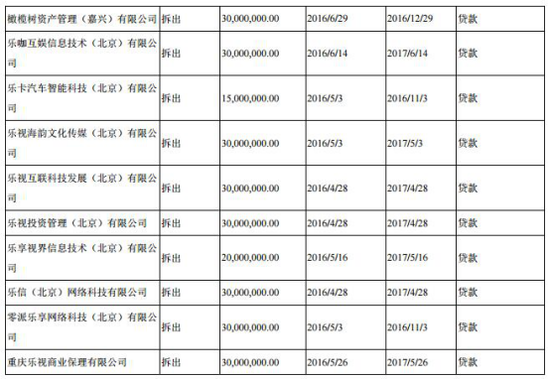 橄榄树资产管理（嘉兴）有限公司 拆出 30,000,000.00 2016/6/29 2016/12/29 贷款
乐咖互娱信息技术（北京）有限公
司 拆出 30,000,000.00 2016/6/14 2017/6/14 贷款
乐卡汽车智能科技（北京）有限公
司 拆出 15,000,000.00 2016/5/3 2016/11/3 贷款
乐视海韵文化传媒（北京）有限公
司 拆出 30,000,000.00 2016/5/3 2017/5/3 贷款
乐视互联科技发展（北京）有限公
司 拆出 30,000,000.00 2016/4/28 2017/4/28 贷款
乐视投资管理（北京）有限公司 拆出 30,000,000.00 2016/4/28 2017/4/28 贷款
乐享视界信息技术（北京）有限公
司 拆出 20,000,000.00 2016/5/16 2017/5/16 贷款
乐信（北京）网络科技有限公司 拆出 30,000,000.00 2016/4/28 2017/4/28 贷款
零派乐享网络科技（北京）有限公
司 拆出 30,000,000.00 2016/5/3 2016/11/3 贷款
重庆乐视商业保理有限公司 拆出 30,000,000.00 2016/5/26 2017/5/26 贷款